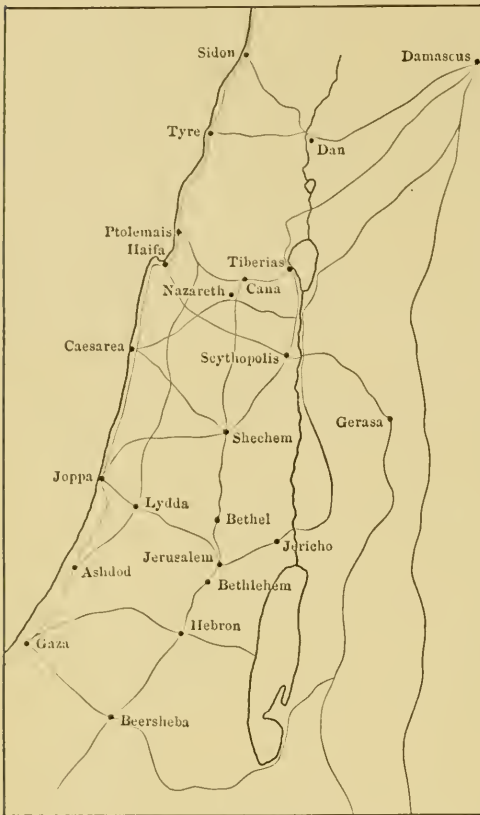 Sidon
Damascus
Tyre
Dan
Ptolemais
Haifa
Tiberias
Nazareth
Cana
Caesarea
Scythopolis
Gerasa
Shechem
Joppa
Lydda
Bethel
Jericho
Jerusalem
Ashdod
Bethlehem
Hebron
Gaza
Beersheba